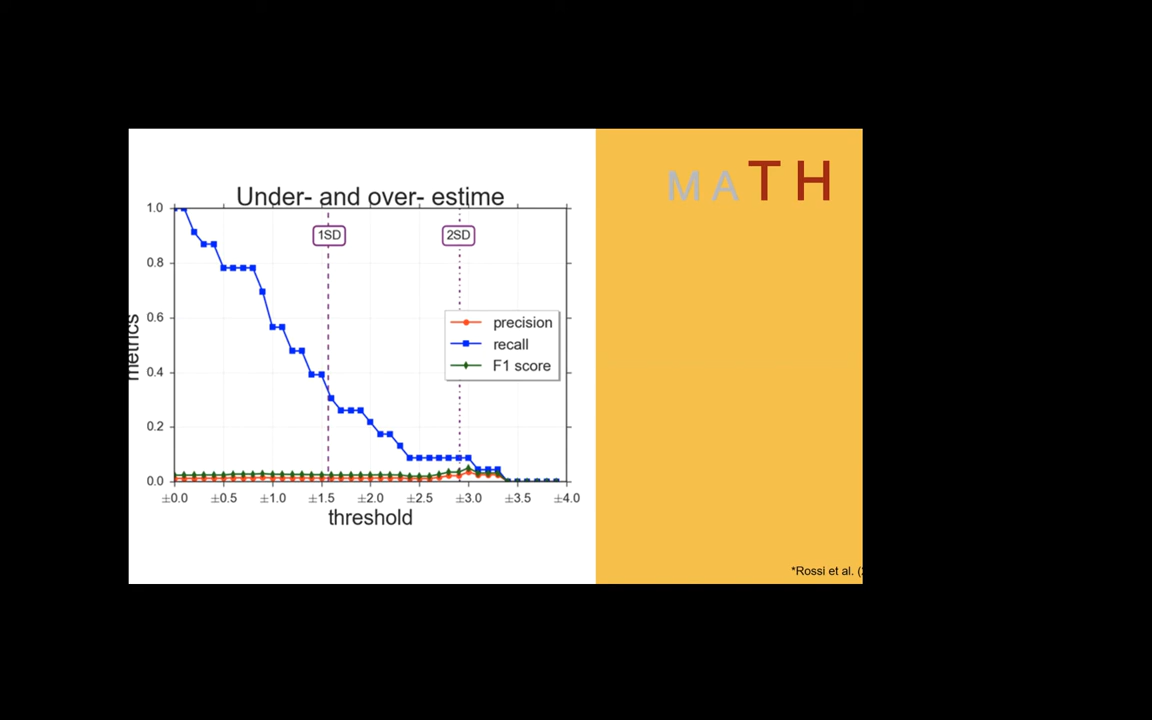 MATH
Under- and over- estime
1.0
1SD
2SD
0.8
0.6
precision
metrics
recall
F1 score
0.4
0.2
0.0
±0.0 ±0.5 ±1.0 ±1.5 ±2.0 ±2.5 ±3.0 ±3.5 ±4.0
threshold
*Rossi et al. (